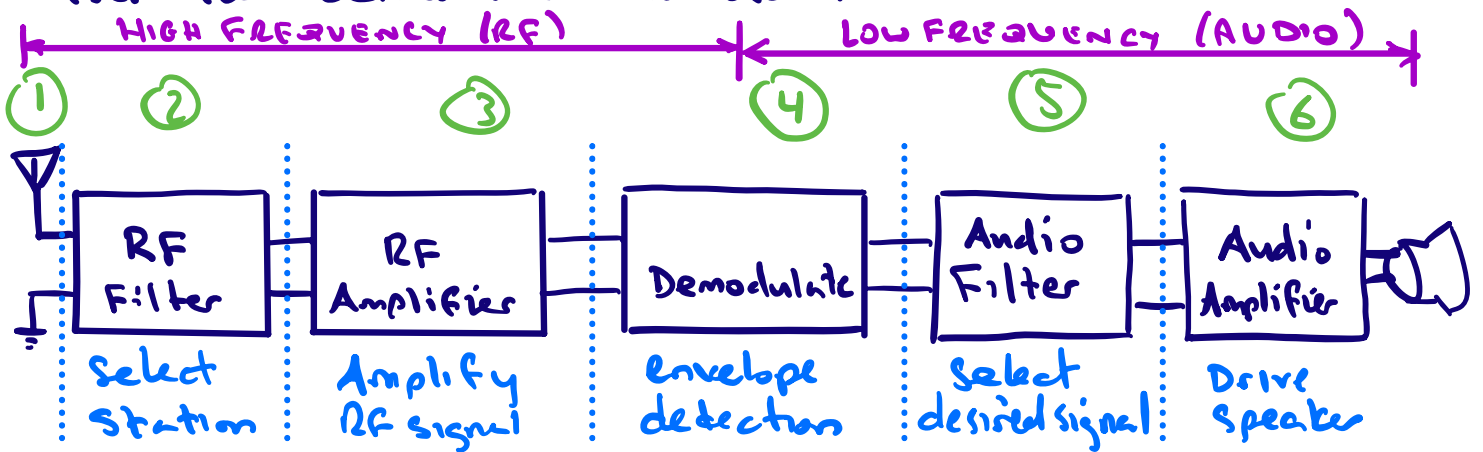 HIGH FREQUENCY (RF) LOW FREQUENCY (AUDIO)
1 2 3 4 5 6
RF Filter
RF Amplifier
Demodulate
Audio Filter
Audio Amplifier
Select station
Amplify RF signal
envelope detection
Select desired signal
Drive speaker